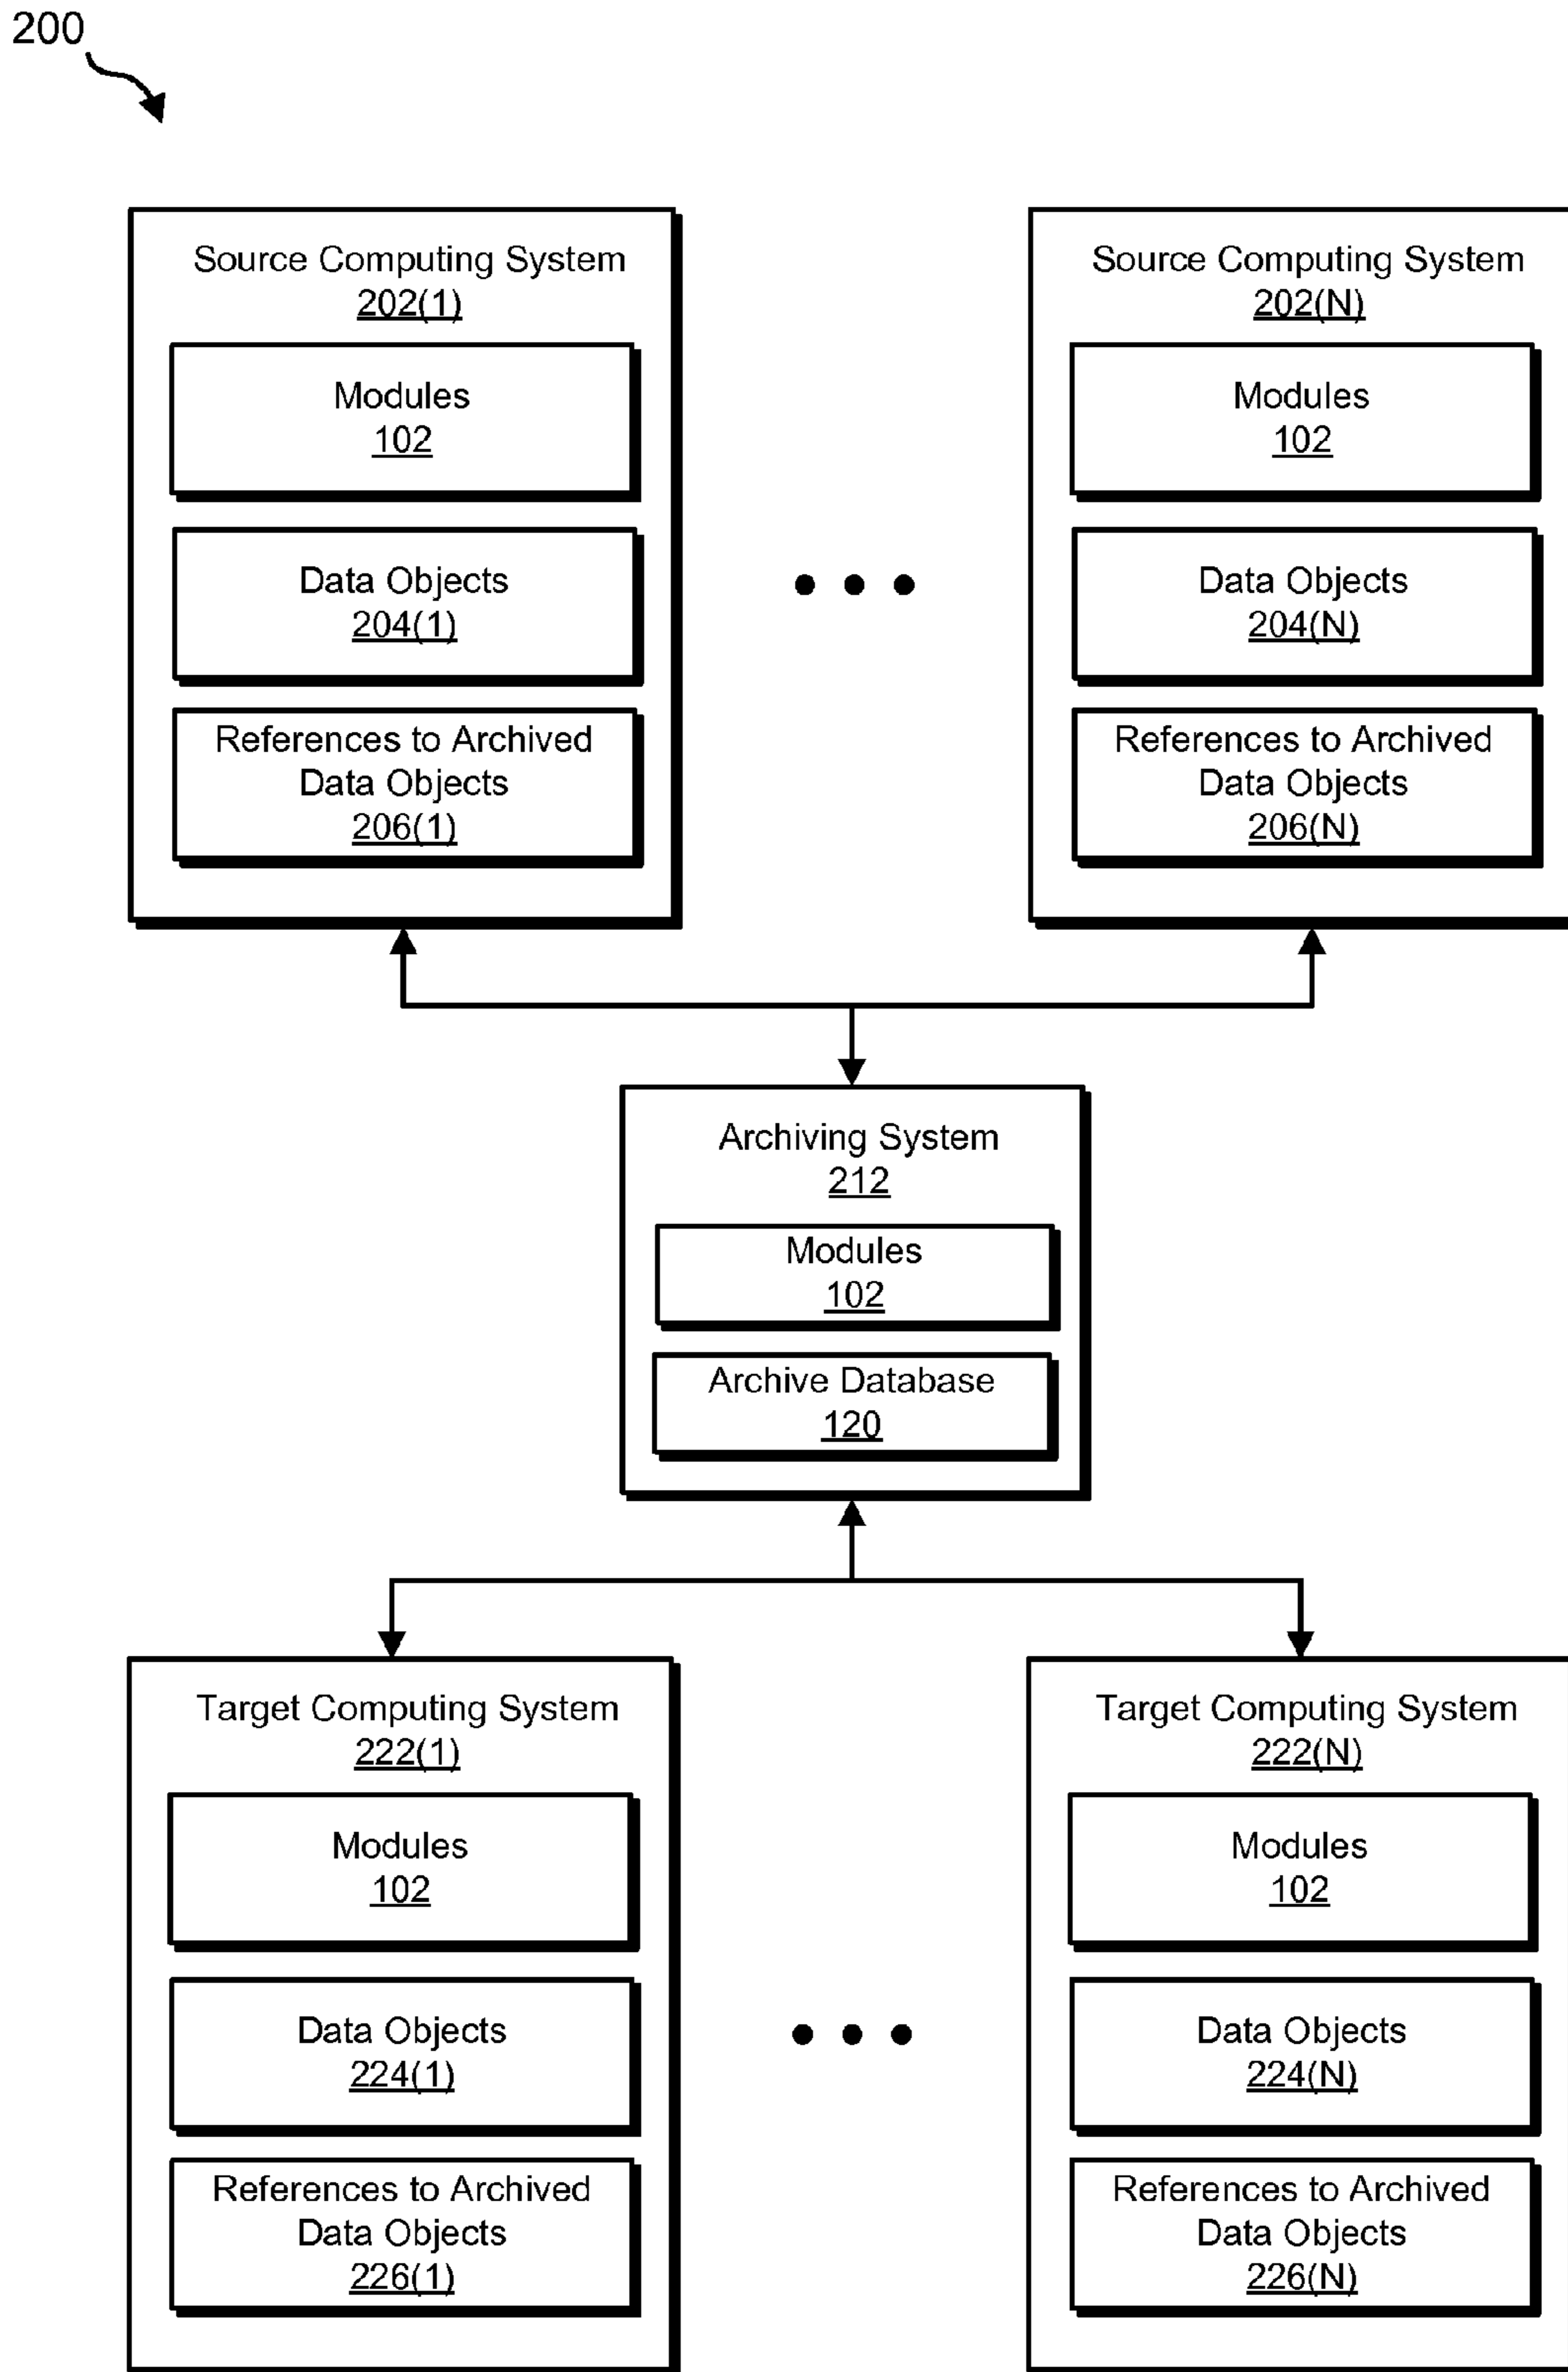 200
Source Computing System
202(1)
Modules
102
Data Objects
204(1)
References to Archived
Data Objects
206(1)
Source Computing System
202(N)
Modules
102
Data Objects
204(N)
References to Archived
Data Objects
206(N)
Archiving System
212
Modules
102
Archive Database
120
Target Computing System
222(1)
Modules
102
Data Objects
224(1)
References to Archived
Data Objects
226(1)
Target Computing System
222(N)
Modules
102
Data Objects
224(N)
References to Archived
Data Objects
226(N)